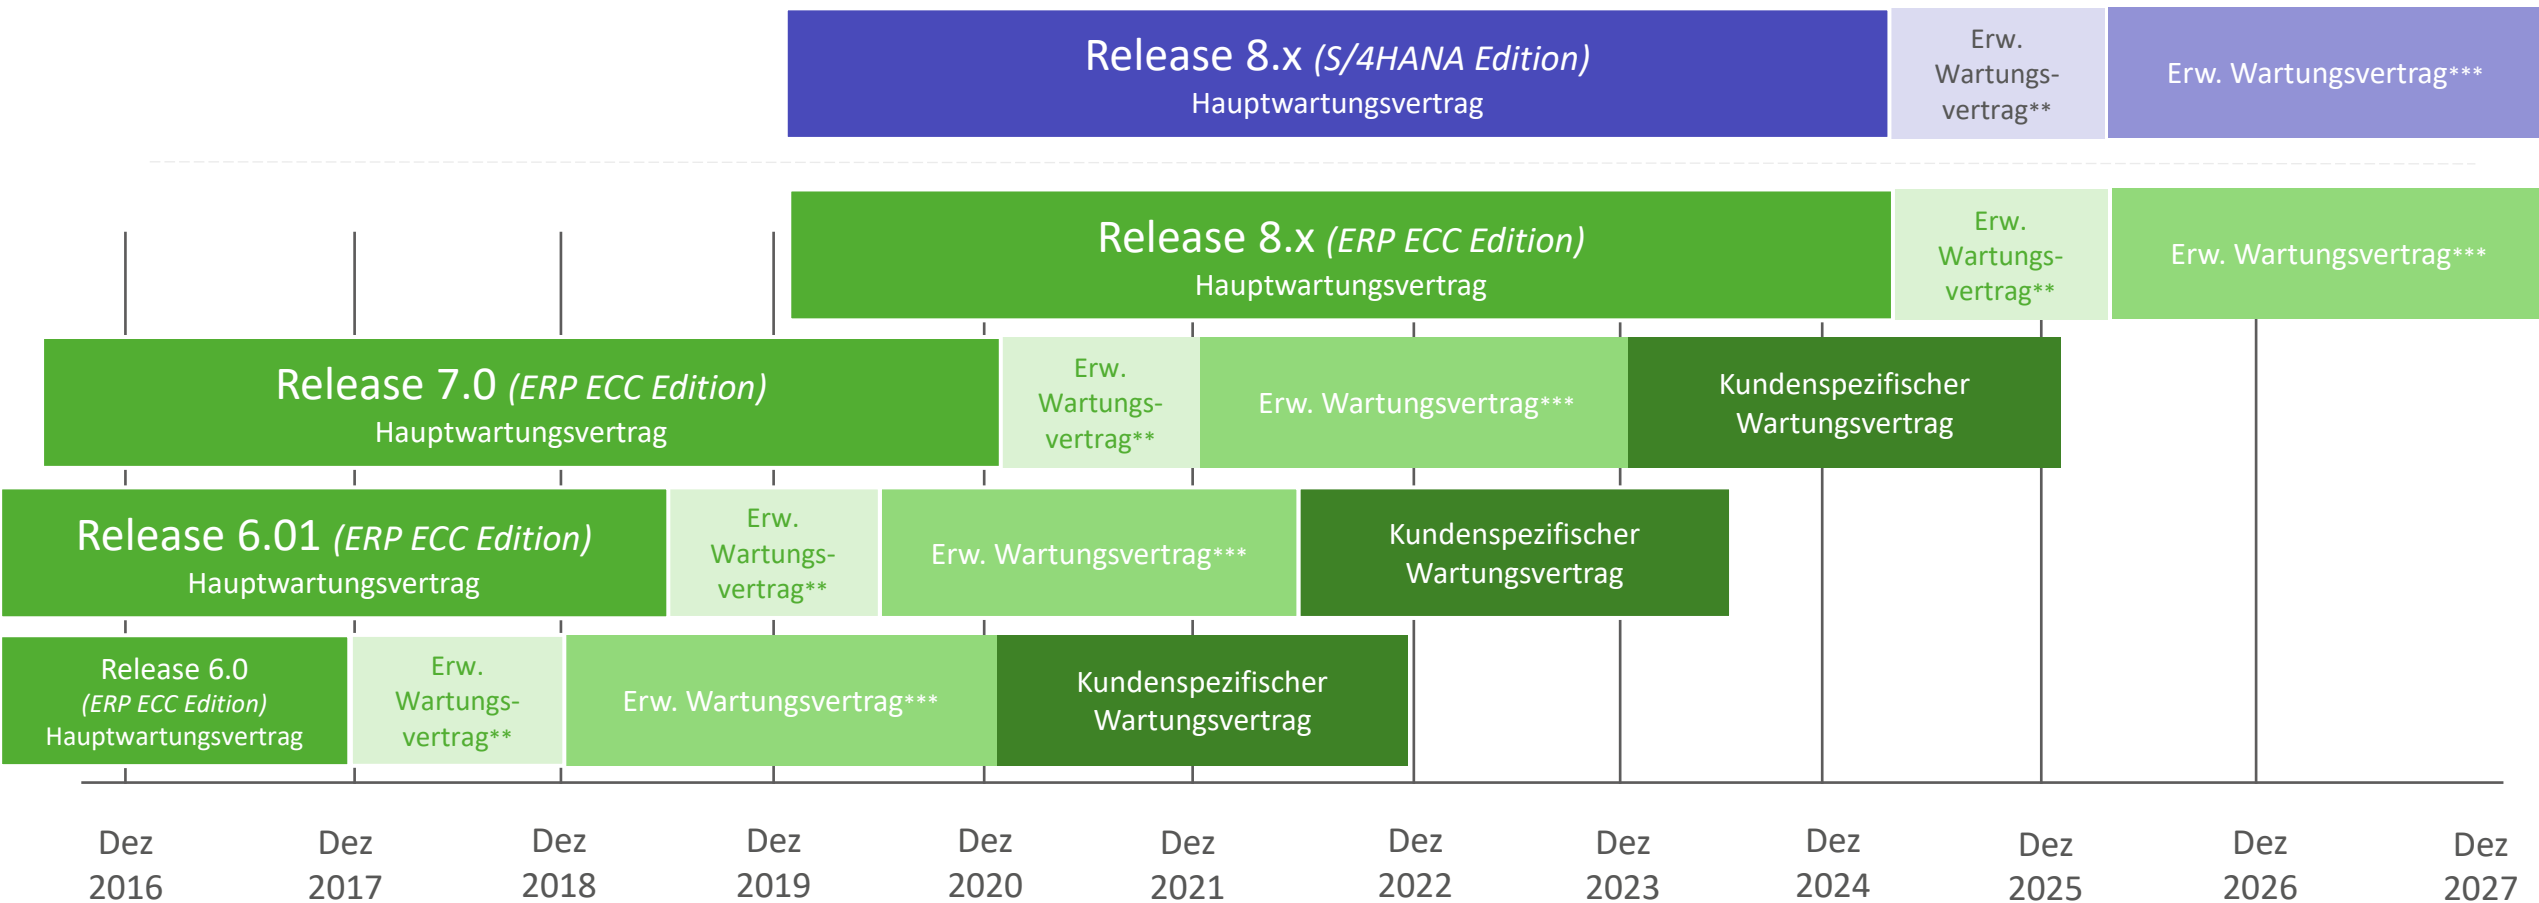 Release 8.x (S/4HANA Edition)
Hauptwartungsvertrag
Erw.
Wartungs-
vertrag**
Erw. Wartungsvertrag***
Release 8.x (ERP ECC Edition)
Hauptwartungsvertrag
Erw.
Wartungs-
vertrag**
Erw. Wartungsvertrag***
Release 7.0 (ERP ECC Edition)
Hauptwartungsvertrag
Erw.
Wartungs-
vertrag**
Erw. Wartungsvertrag***
Kundenspezifischer
Wartungsvertrag
Release 6.01 (ERP ECC Edition)
Hauptwartungsvertrag
Erw.
Wartungs-
vertrag**
Erw. Wartungsvertrag***
Kundenspezifischer
Wartungsvertrag
Release 6.0
(ERP ECC Edition)
Hauptwartungsvertrag
Erw.
Wartungs-
vertrag**
Erw. Wartungsvertrag***
Kundenspezifischer
Wartungsvertrag
Dez
2016
Dez
2017
Dez
2018
Dez
2019
Dez
2020
Dez
2021
Dez
2022
Dez
2023
Dez
2024
Dez
2025
Dez
2026
Dez
2027